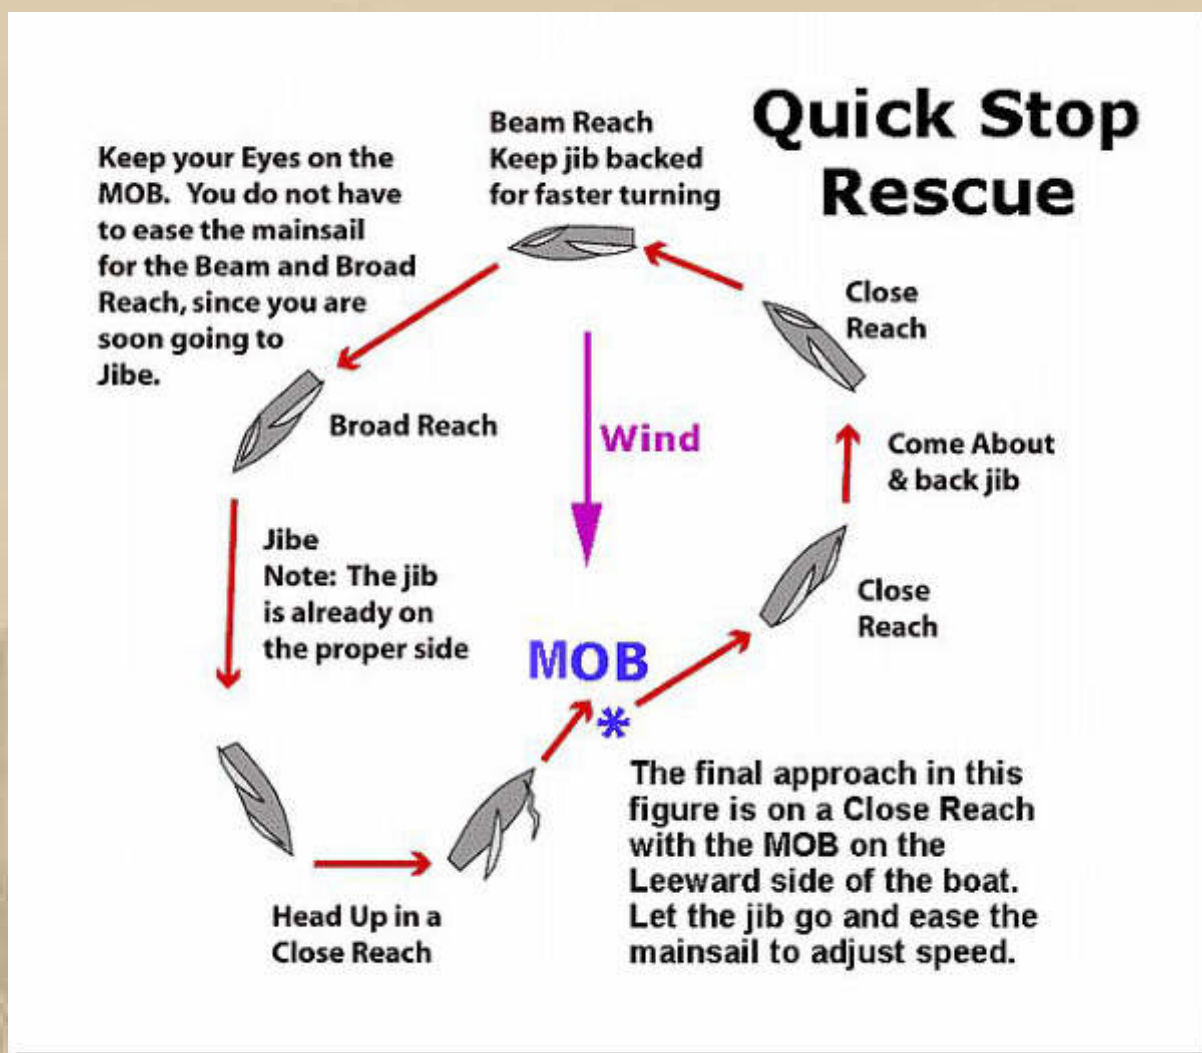 Quick Stop
Rescue
Keep your Eyes on the
MOB. You do not have
to ease the mainsail
for the Beam and Broad
Reach, since you are
soon going to
Jibe.
Beam Reach
Keep jib backed
for faster turning
Close
Reach
Broad Reach
Wind
Come About
& back jib
Jibe
Note: The jib
is already on
the proper side
Close
Reach
MOB
*
The final approach in this
figure is on a Close Reach
with the MOB on the
Leeward side of the boat.
Let the jib go and ease the
mainsail to adjust speed.
Head Up in a
Close Reach